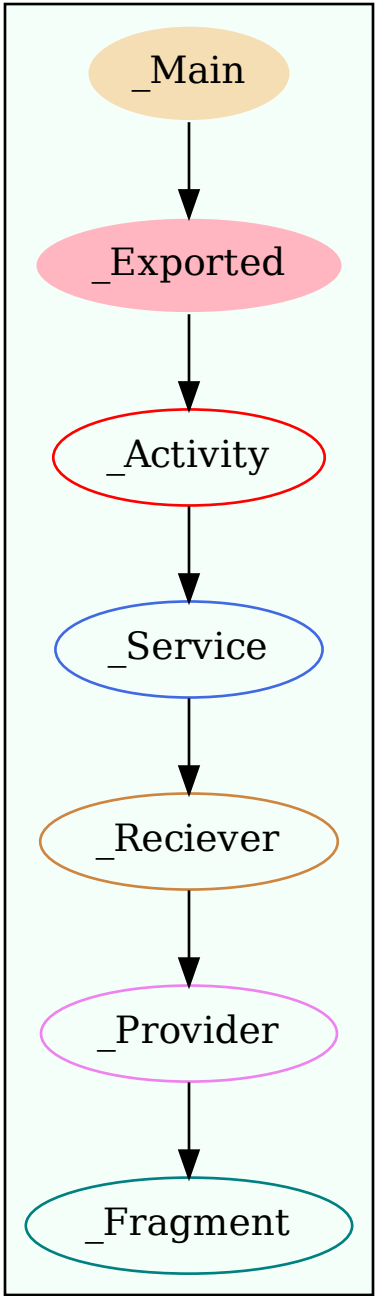 _Main
_Exported
_Activity
_Service
_Reciever
_Provider
_Fragment